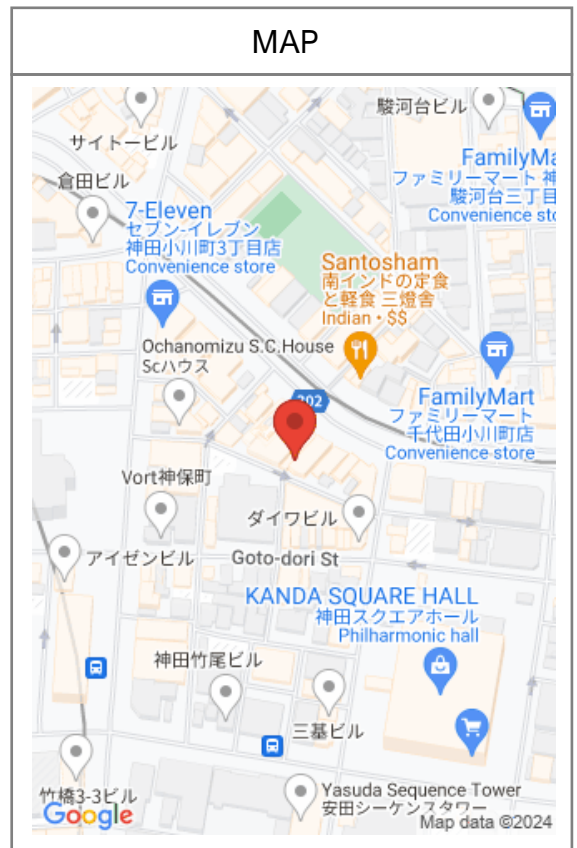 MAP
駿河台ビル
サイトービル
FamilyMa
ファミリーマート 神
駿河台三丁目
Convenience sto
倉田ビル
7-Eleven
セブン-イレブン
神田小川町3丁目店
Convenience store
Santosham
南インドの定食
と軽食 三燈舎
Indian • $$
Ochanomizu S.C.House
Scハウス
302
FamilyMart
ファミリーマート
千代田小川町店
Convenience store
Vort神保町
ダイワビル
アイゼンビル
Goto-dori St
KANDA SQUARE HALL
神田スクエアホール
Philharmonic hall
神田竹尾ビル
三基ビル
竹橋3-3ビル
Yasuda Sequence Tower
安田シーケンスタワー
Google
Map data ©2024